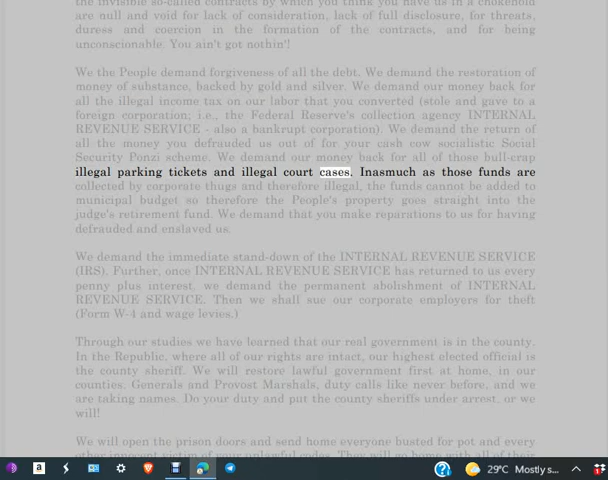 the invisible so-called contracts by which you think you have us in a chokehold
are null and void for lack of consideration, lack of full disclosure, for threats,
duress and coercion in the formation of the contracts, and for being
unconscionable. You ain't got nothin'!
We the People demand forgiveness of all the debt. We demand the restoration of
money of substance, backed by gold and silver. We demand our money back for
all the illegal income tax on our labor that you converted (stole and gave to a
foreign corporation; i.e., the Federal Reserve's collection agency INTERNAL
REVENUE SERVICE - also a bankrupt corporation). We demand the return of
all the money you defrauded us out of for your cash cow socialistic Social
Security Ponzi scheme. We demand our money back for all of those bull-crap
illegal parking tickets and illegal court cases. Inasmuch as those funds are
collected by corporate thugs and therefore illegal, the funds cannot be added to
municipal budget so therefore the People's property goes straight into the
judge's retirement fund. We demand that you make reparations to us for having
defrauded and enslaved us.
We demand the immediate stand-down of the INTERNAL REVENUE SERVICE
(IRS). Further, once INTERNAL REVENUE SERVICE has returned to us every
penny plus interest, we demand the permanent abolishment of INTERNAL
REVENUE SERVICE. Then we shall sue our corporate employers for theft
(Form W-4 and wage levies.)
Through our studies we have learned that our real government is in the county.
In the Republic, where all of our rights are intact, our highest elected official is
the county sheriff. We will restore lawful government first at home, in our
counties. Generals and Provost Marshals, duty calls like never before, and we
are taking names. Do your duty and put the county sheriffs under arrest, or we
will!
We will open the prison doors and send home everyone busted for pot and every
other innocent victim of your unlawful codes. They will go home with all of their
29°C Mostly s...